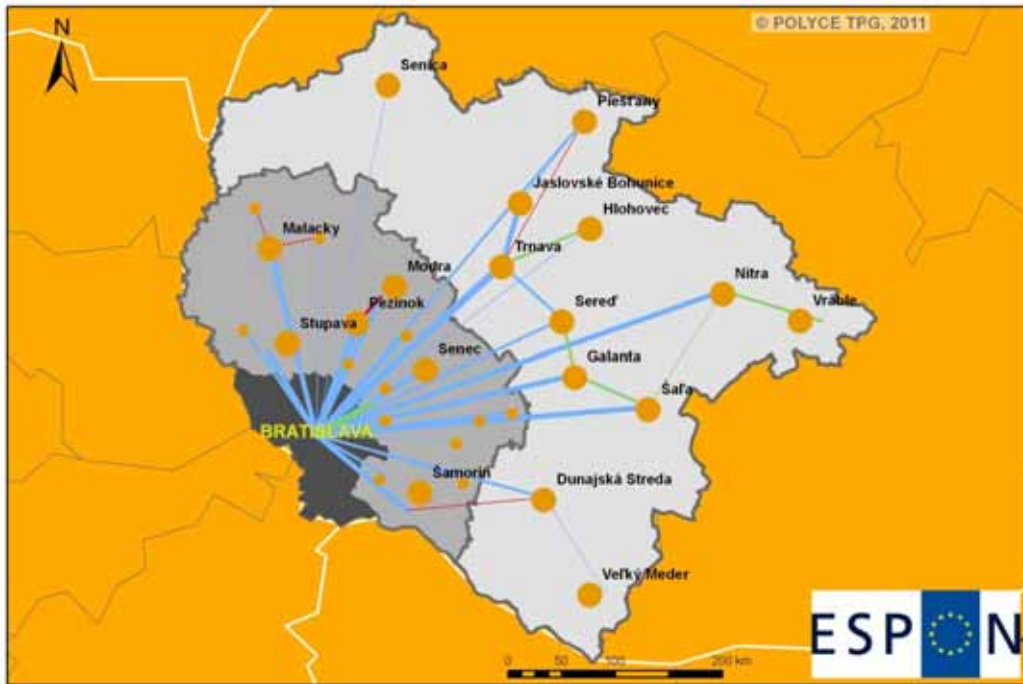 © POLYCE TPG, 2011
N
Senica
Piešťany
Jaslovské Bohunice
Hlohovec
Malacky
Trnava
Modra
Nitra
Pezinok
Sereď
Vráble
Stupava
Senec
Galanta
Šaľa
BRATISLAVA
Šamorín
Dunajská Streda
Veľký Meder
0 50 100 200 km
ESPON